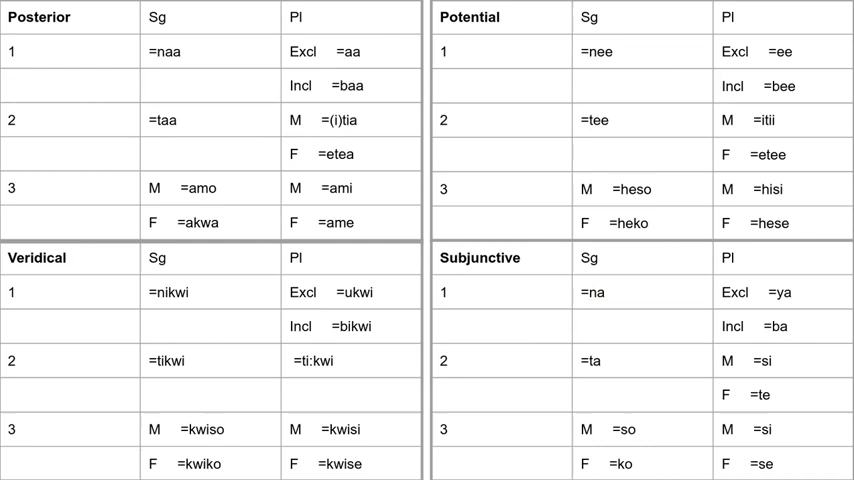 Posterior Sg Pl
1 =naa Excl =aa
Incl =baa
2 =taa M =(i)tia
F =etea
3 M =amo M =ami
F =akwa F =ame
Potential Sg Pl
1 =nee Excl =ee
Incl =bee
2 =tee M =itii
F =etee
3 M =heso M =hisi
F =heko F =hese
Veridical Sg Pl
1 =nikwi Excl =ukwi
Incl =bikwi
2 =tikwi =ti:kwi
3 M =kwiso M =kwisi
F =kwiko F =kwise
Subjunctive Sg Pl
1 =na Excl =ya
Incl =ba
2 =ta M =si
F =te
3 M =so M =si
F =ko F =se